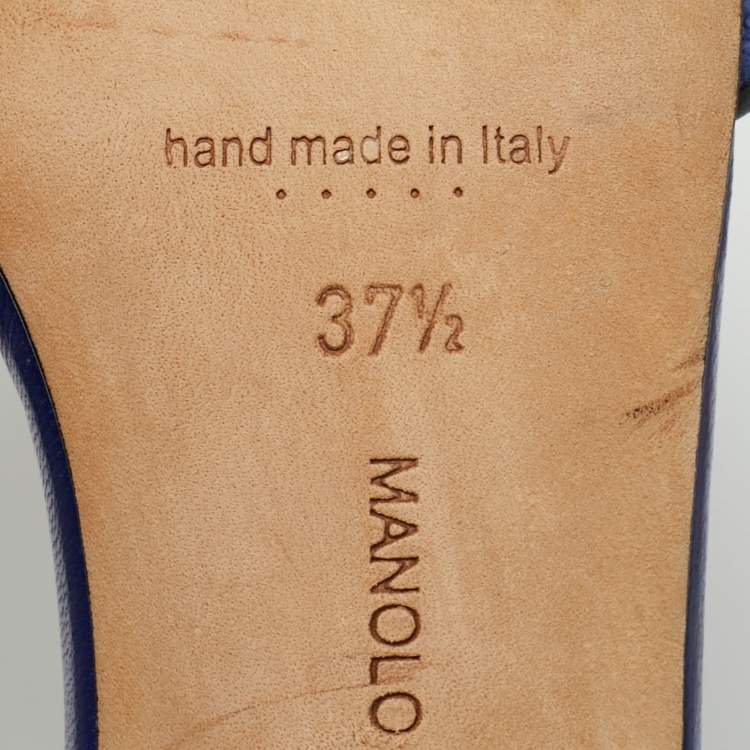 hand made in Italy
• • • • •
37½
MANOLO